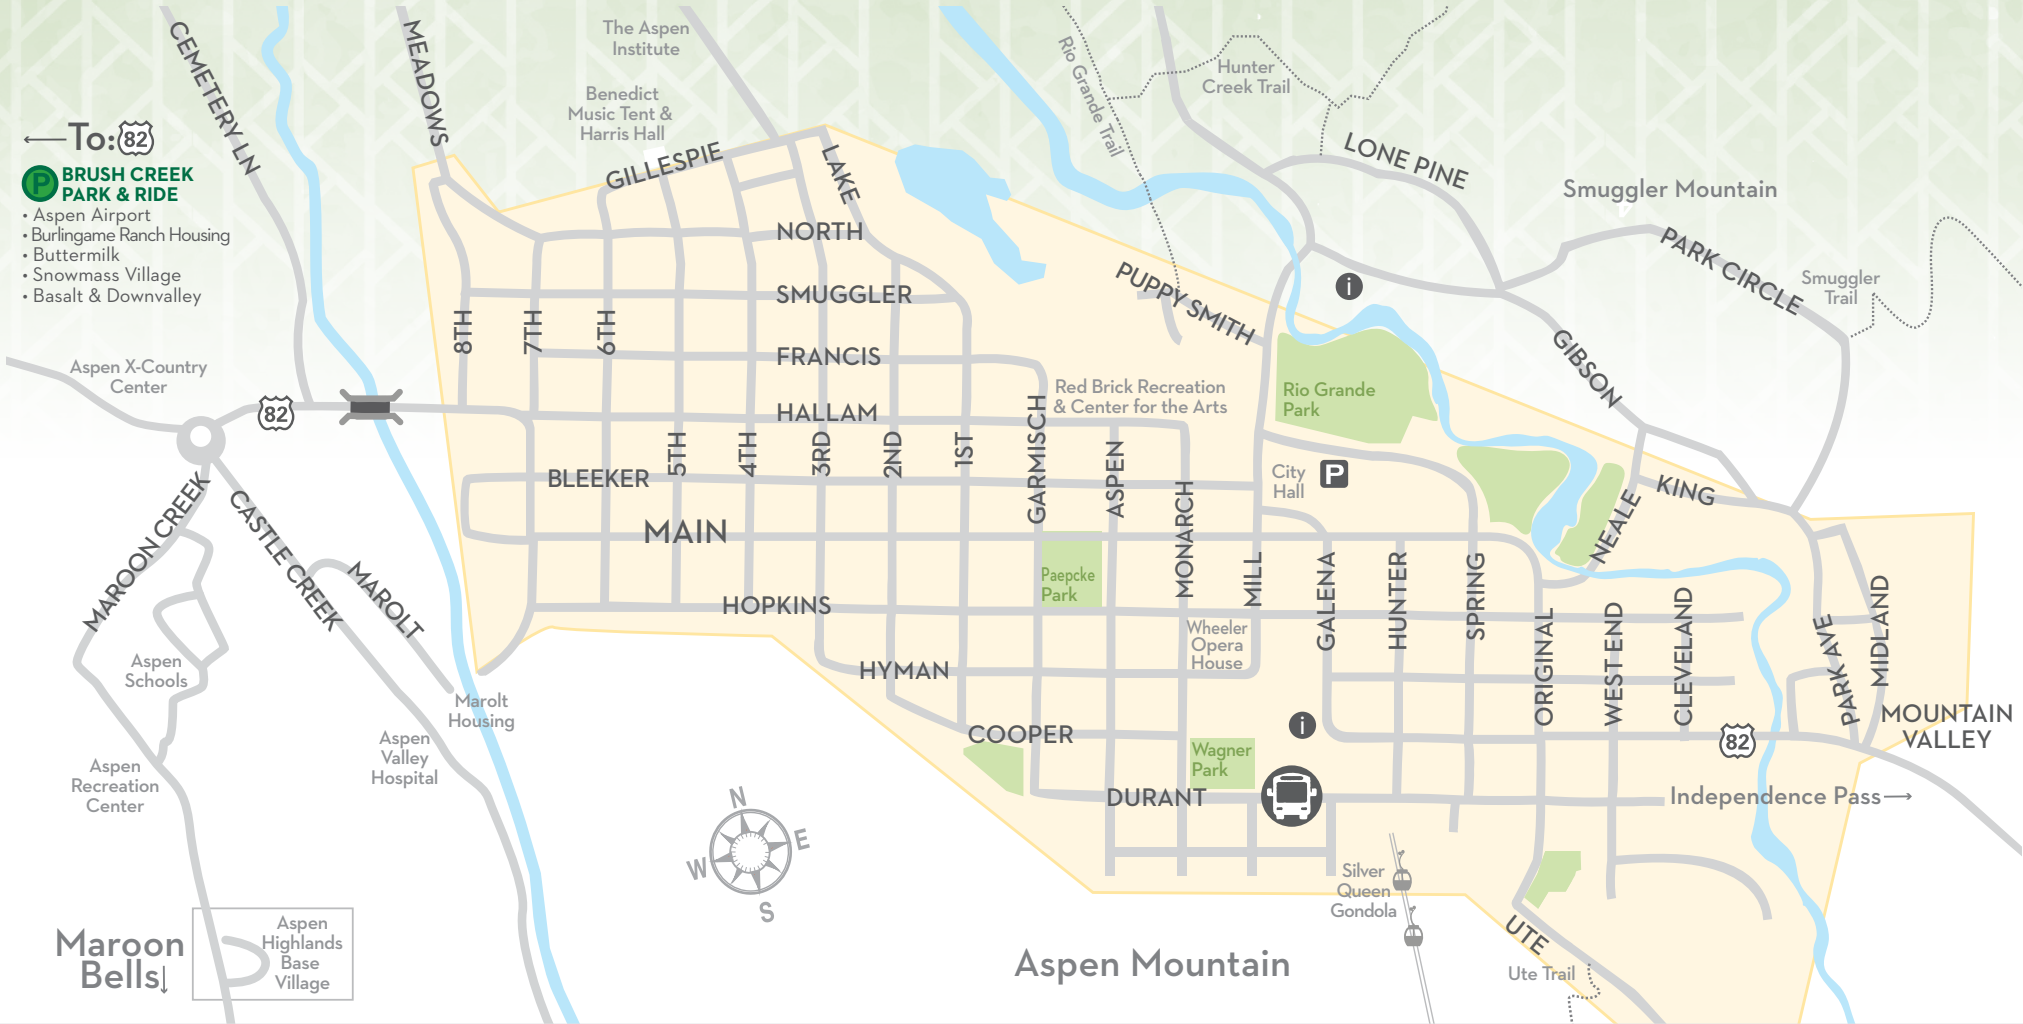 CEMETERY LN
MEADOWS
The Aspen
Institute
Benedict
Music Tent &
Harris Hall
Rio Grande Trail
Hunter
Creek Trail
←To: 82
P BRUSH CREEK
PARK & RIDE
• Aspen Airport
• Burlingame Ranch Housing
• Buttermilk
• Snowmass Village
• Basalt & Downvalley
GILLESPIE
LAKE
LONE PINE
Smuggler Mountain
PARK CIRCLE
Smuggler
Trail
NORTH
SMUGGLER
PUPPY SMITH
i
8TH
7TH
6TH
FRANCIS
GIBSON
Aspen X-Country
Center
82
HALLAM
Red Brick Recreation
& Center for the Arts
Rio Grande
Park
BLEEKER
5TH
4TH
3RD
2ND
1ST
GARMISCH
ASPEN
MONARCH
City
Hall
P
KING
NEALE
MAIN
MAROON CREEK
CASTLE CREEK
MAROLT
Paepcke
Park
HOPKINS
MILL
GALENA
HUNTER
SPRING
ORIGINAL
WEST END
CLEVELAND
PARK AVE
MIDLAND
Wheeler
Opera
House
Aspen
Schools
HYMAN
Marolt
Housing
COOPER
i
82
MOUNTAIN
VALLEY
Aspen
Valley
Hospital
Aspen
Recreation
Center
Wagner
Park
DURANT
Independence Pass→
N
E
W
S
Silver
Queen
Gondola
Aspen
Highlands
Base
Village
Maroon
Bells↓
Aspen Mountain
UTE
Ute Trail